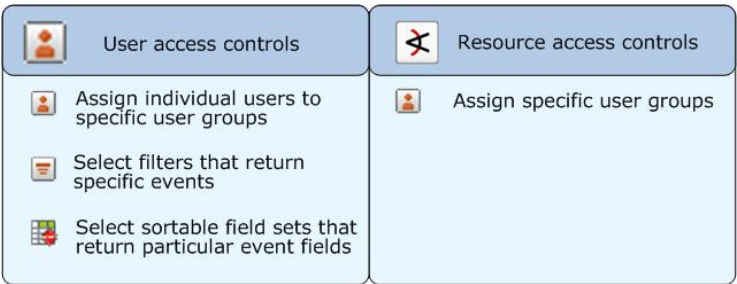 User access controls
Assign individual users to
specific user groups
Select filters that return
specific events
Select sortable field sets that
return particular event fields
Resource access controls
Assign specific user groups